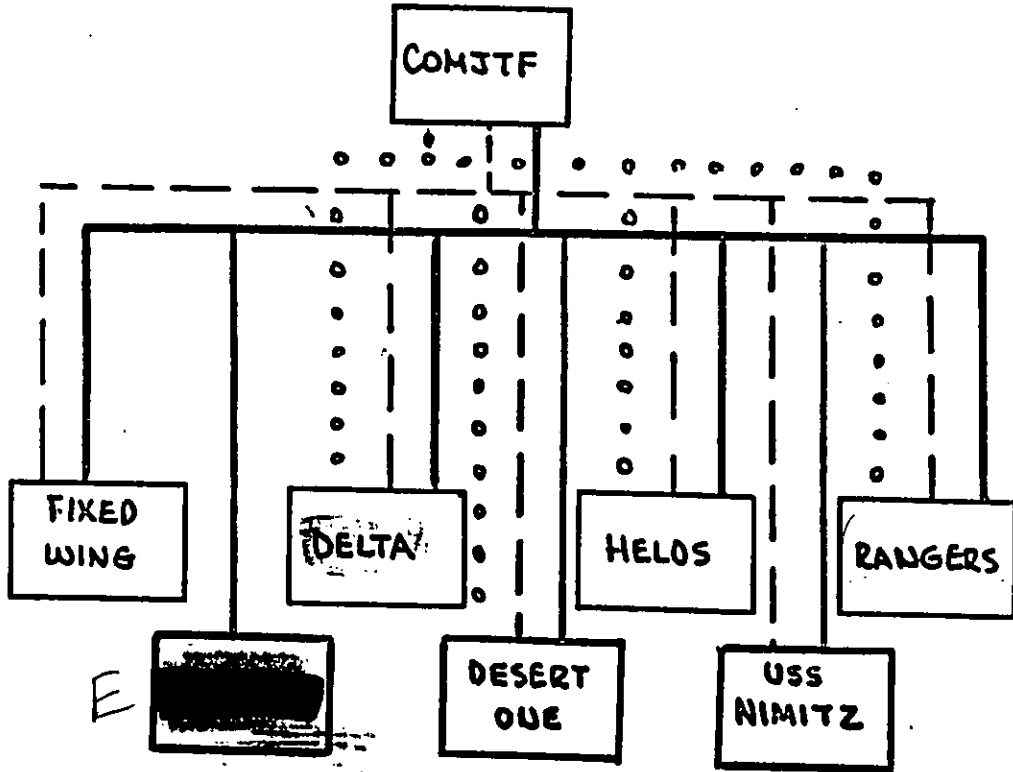 COMJTF
FIXED
WING
DELTA
HELOS
RANGERS
E
DESERT
ONE
USS
NIMITZ